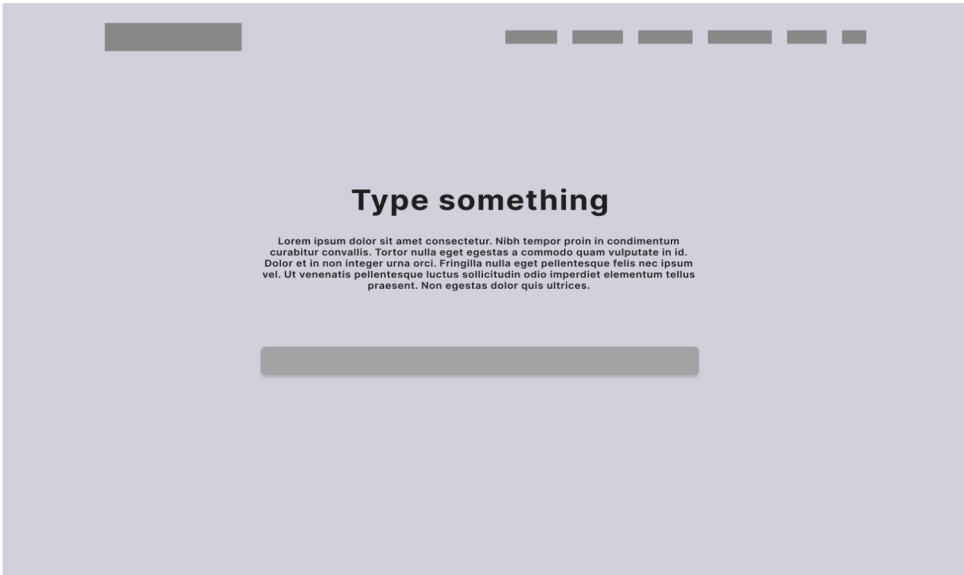 Type something
Lorem ipsum dolor sit amet consectetur. Nibh tempor proin in condimentum
curabitur convallis. Tortor nulla eget egestas a commodo quam vulputate in id.
Dolor et in non integer urna orci. Fringilla nulla eget pellentesque felis nec ipsum
vel. Ut venenatis pellentesque luctus sollicitudin odio imperdiet elementum tellus
praesent. Non egestas dolor quis ultrices.